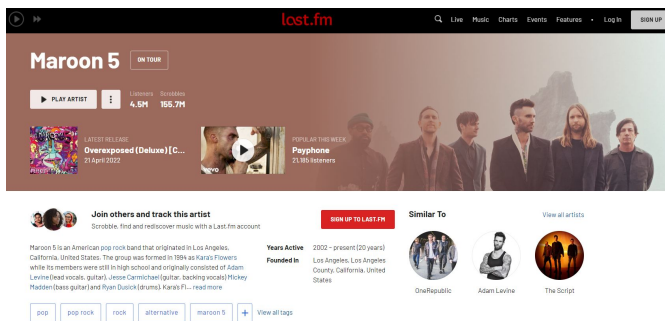 lost.fm
Live Music Charts Events Features • Log In SIGN UP
Maroon 5 ON TOUR
PLAY ARTIST
Listeners Scrobbles
4.5M 155.7M
LATEST RELEASE
Overexposed (Deluxe) [C...
21 April 2022
vevo
POPULAR THIS WEEK
Payphone
21,185 listeners
Join others and track this artist
Scrobble, find and rediscover music with a Last.fm account
SIGN UP TO LAST.FM
Maroon 5 is an American pop rock band that originated in Los Angeles,
California, United States. The group was formed in 1994 as Kara's Flowers
while its members were still in high school and originally consisted of Adam
Levine (lead vocals, guitar), Jesse Carmichael (guitar, backing vocals) Mickey
Madden (bass guitar) and Ryan Dusick (drums). Kara's Fl... read more
Years Active 2002 – present (20 years)
Founded In Los Angeles, Los Angeles
County, California, United
States
pop pop rock rock alternative maroon 5 + View all tags
Similar To View all artists
OneRepublic Adam Levine The Script